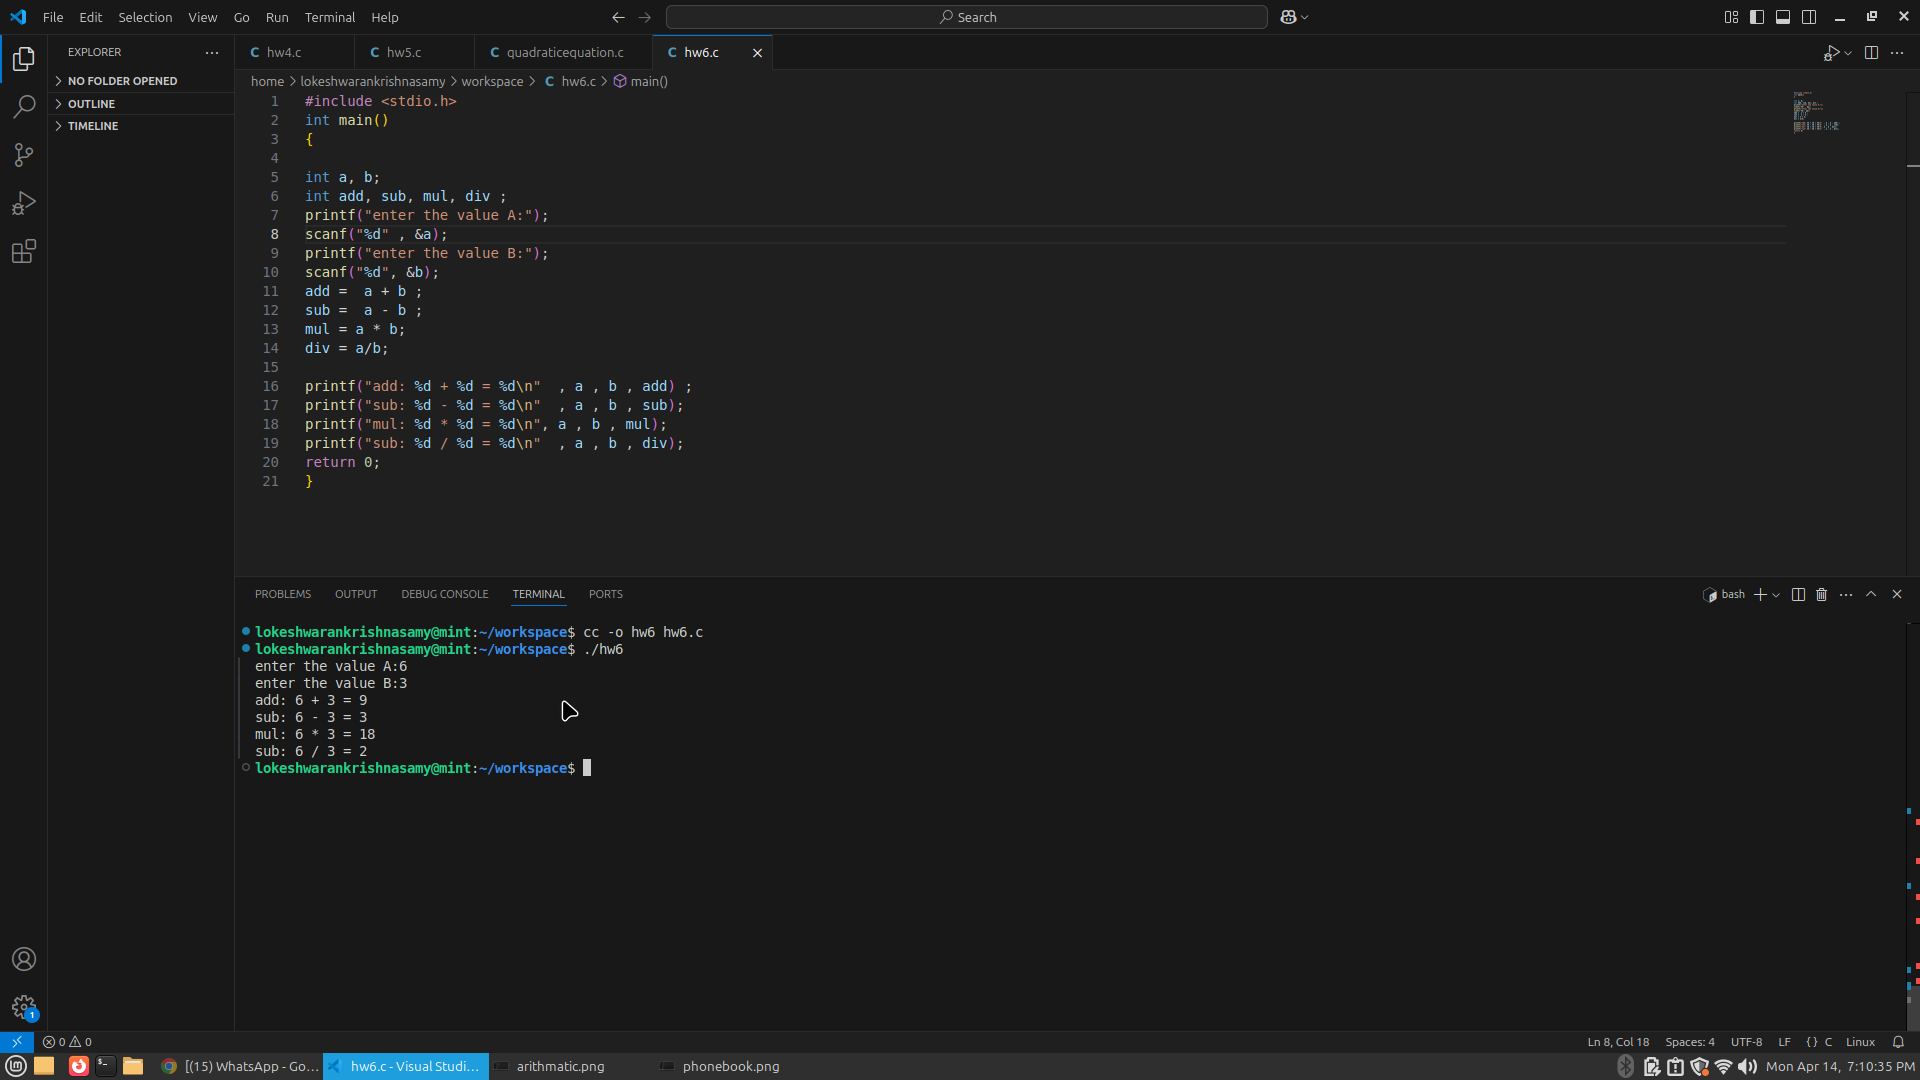 File Edit Selection View Go Run Terminal Help
Search
EXPLORER
NO FOLDER OPENED
OUTLINE
TIMELINE
C hw4.c
C hw5.c
C quadraticequation.c
C hw6.c
home > lokeshwarankrishnasamy > workspace > C hw6.c > main()
1 #include <stdio.h>
2 int main()
3 {
4
5 int a, b;
6 int add, sub, mul, div ;
7 printf("enter the value A:");
8 scanf("%d" , &a);
9 printf("enter the value B:");
10 scanf("%d", &b);
11 add =  a + b ;
12 sub =  a - b ;
13 mul = a * b;
14 div = a/b;
15
16 printf("add: %d + %d = %d\n"  , a , b , add) ;
17 printf("sub: %d - %d = %d\n"  , a , b , sub);
18 printf("mul: %d * %d = %d\n", a , b , mul);
19 printf("sub: %d / %d = %d\n"  , a , b , div);
20 return 0;
21 }
PROBLEMS OUTPUT DEBUG CONSOLE TERMINAL PORTS
bash
lokeshwarankrishnasamy@mint:~/workspace$ cc -o hw6 hw6.c
lokeshwarankrishnasamy@mint:~/workspace$ ./hw6
enter the value A:6
enter the value B:3
add: 6 + 3 = 9
sub: 6 - 3 = 3
mul: 6 * 3 = 18
sub: 6 / 3 = 2
lokeshwarankrishnasamy@mint:~/workspace$
1
0 0
Ln 8, Col 18 Spaces: 4 UTF-8 LF {} C Linux
[(15) WhatsApp - Go...
hw6.c - Visual Studi...
arithmatic.png
phonebook.png
Mon Apr 14, 7:10:35 PM